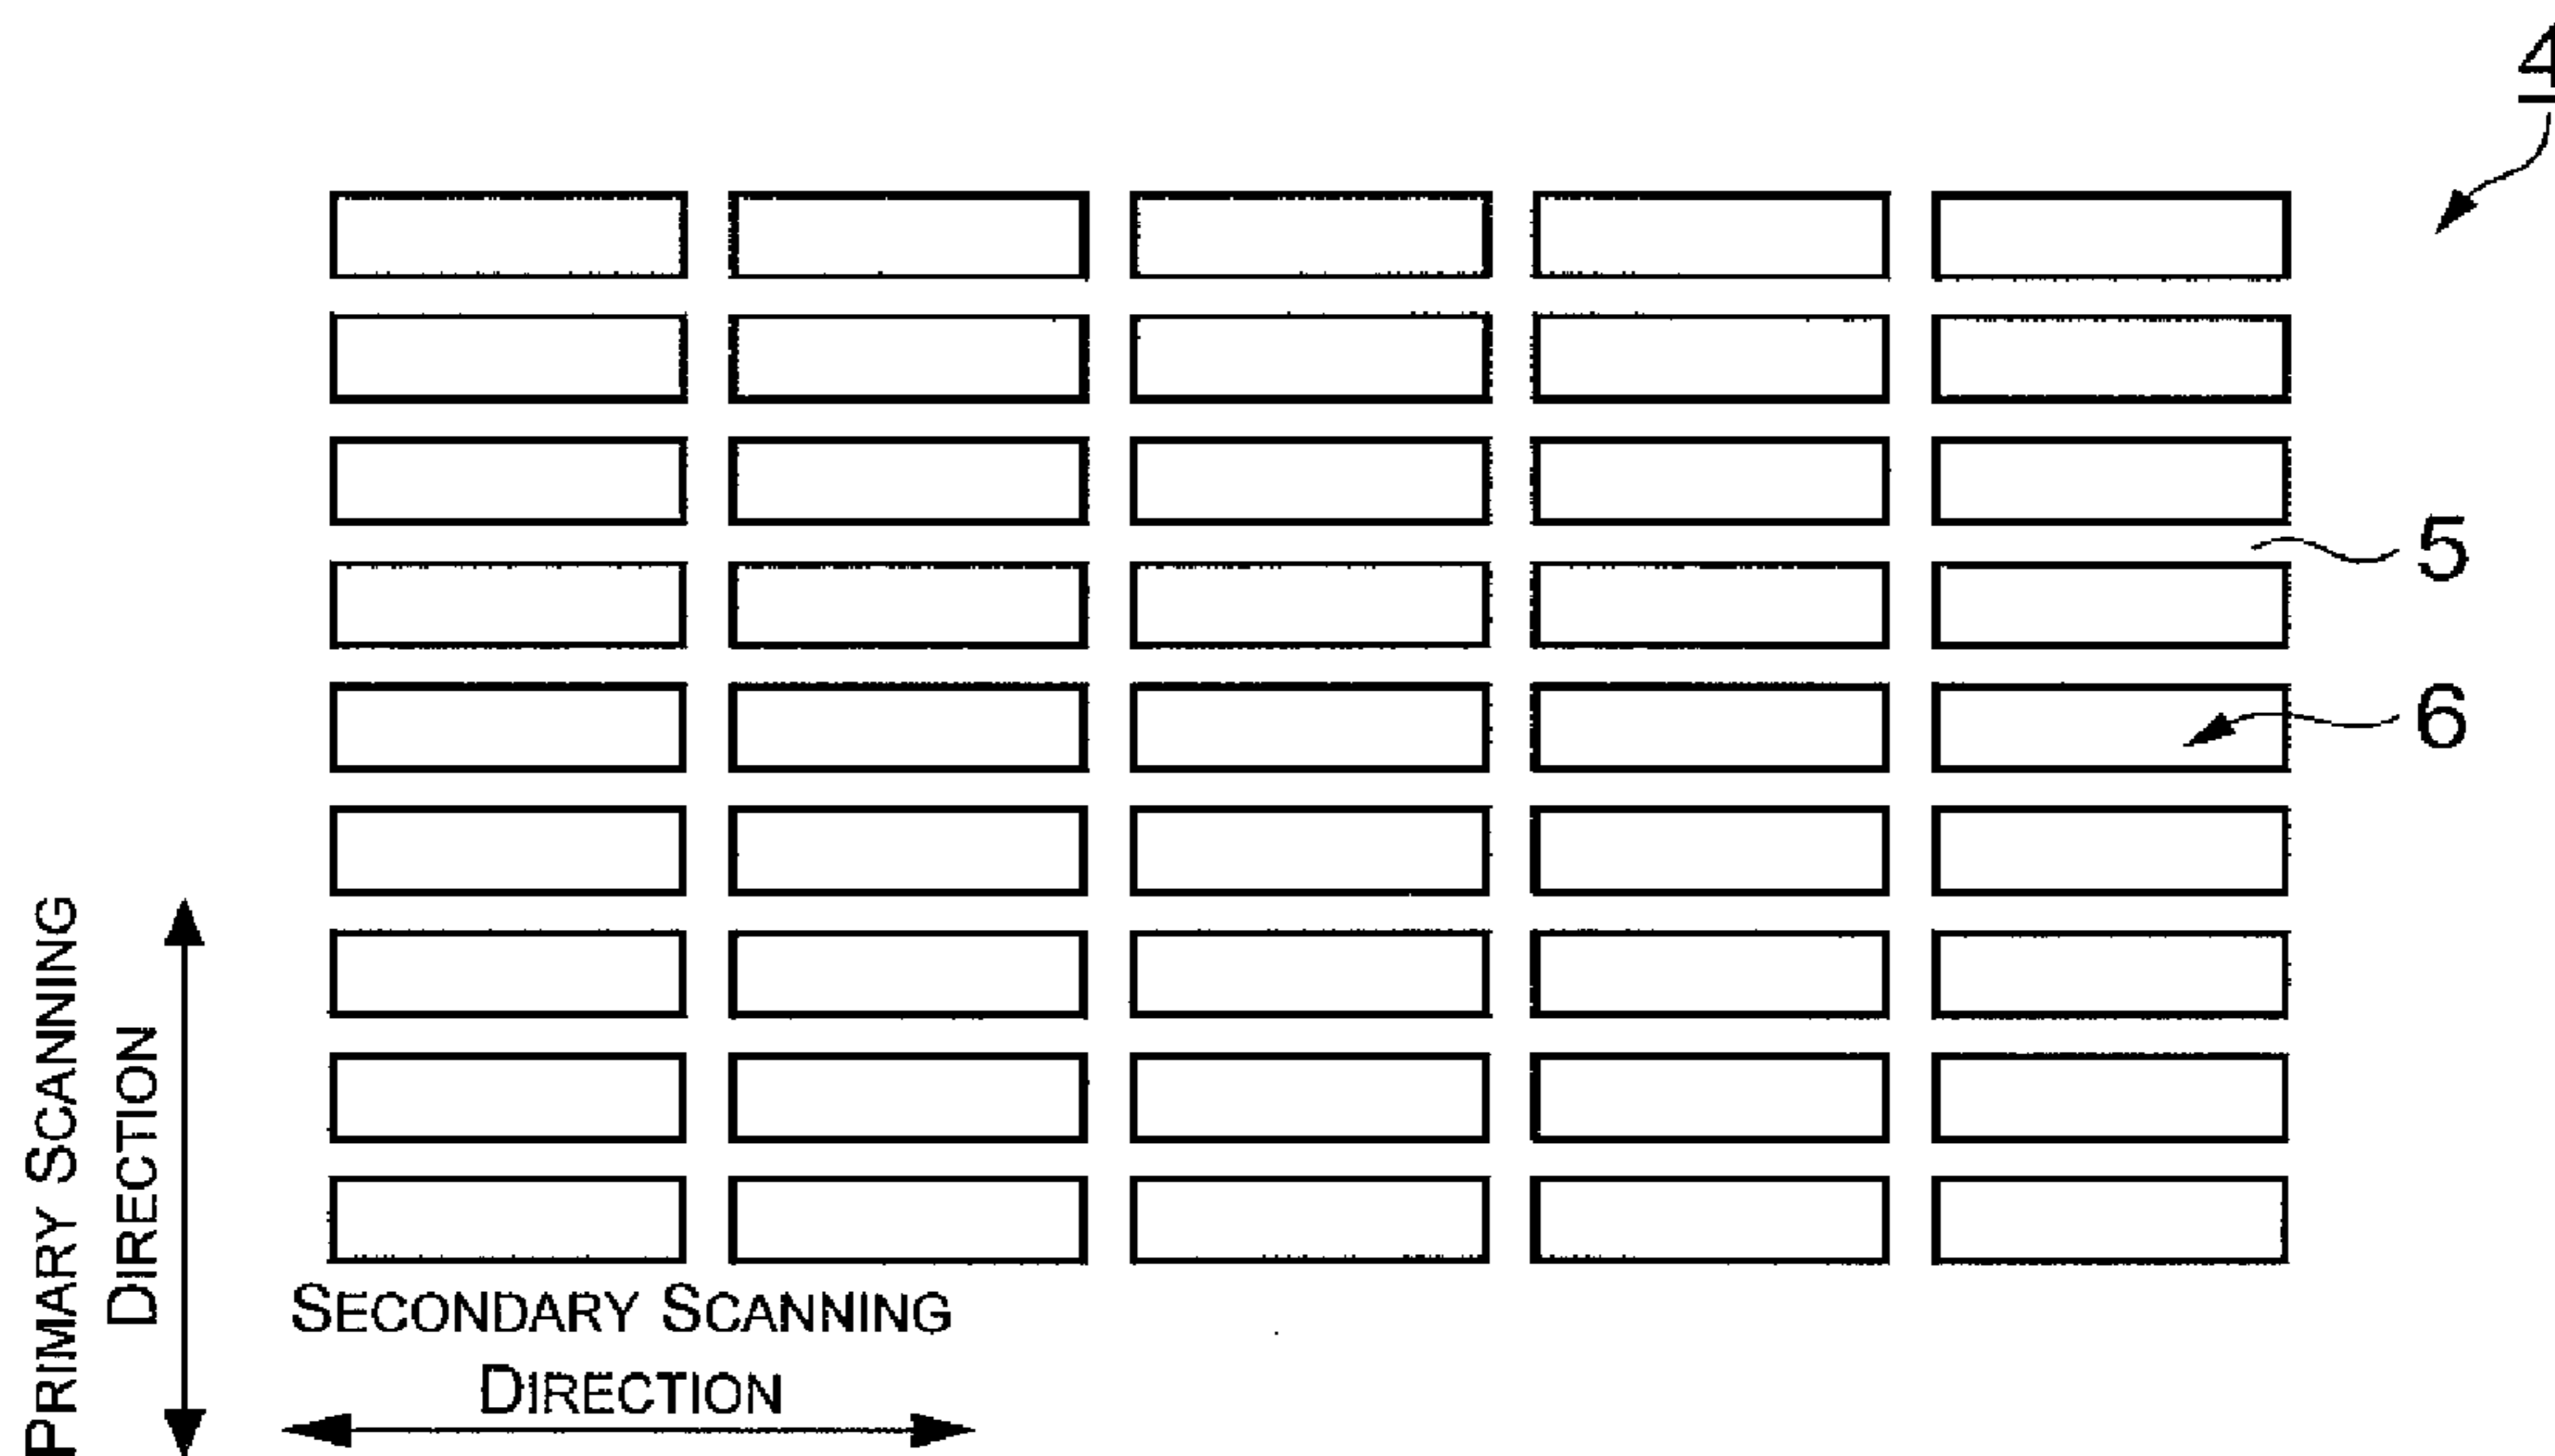 4
5
6
PRIMARY SCANNING
DIRECTION
SECONDARY SCANNING
DIRECTION